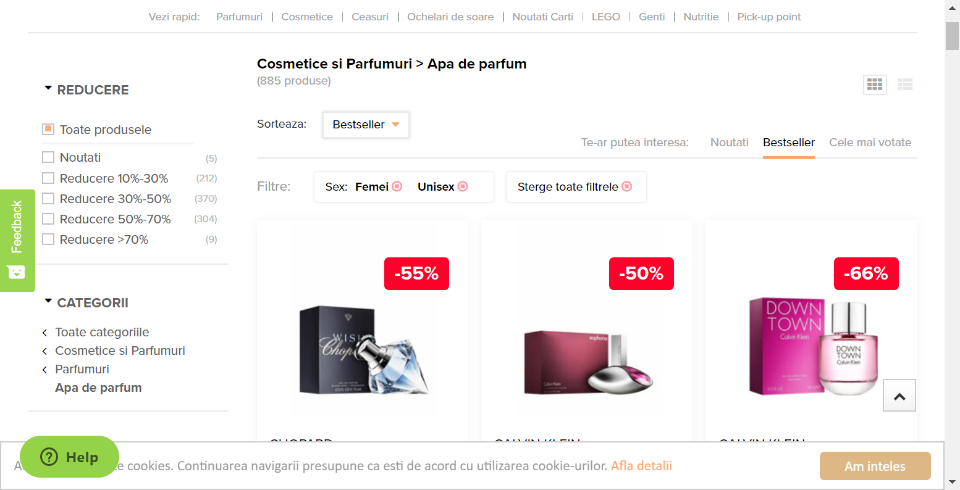 Vezi rapid: Parfumuri | Cosmetice | Ceasuri | Ochelari de soare | Noutati Carti | LEGO | Genti | Nutritie | Pick-up point
Cosmetice si Parfumuri > Apa de parfum
(885 produse)
REDUCERE
Sorteaza: Bestseller
Toate produsele
Te-ar putea interesa: Noutati Bestseller Cele mai votate
Noutati (5)
Reducere 10%-30% (212)
Filtre: Sex: Femei Unisex Sterge toate filtrele
Reducere 30%-50% (370)
Reducere 50%-70% (304)
Reducere >70% (9)
Feedback
-55% -50% -66%
CATEGORII
Toate categoriile
Cosmetice si Parfumuri
Parfumuri
Apa de parfum
WISH
Chopard
euphoria
Calvin Klein
DOWN
TOWN
Calvin Klein
DOWN
TOWN
Calvin Klein
CHOPARD CALVIN KLEIN CALVIN KLEIN
Help
cookies. Continuarea navigarii presupune ca esti de acord cu utilizarea cookie-urilor. Afla detalii
Am inteles